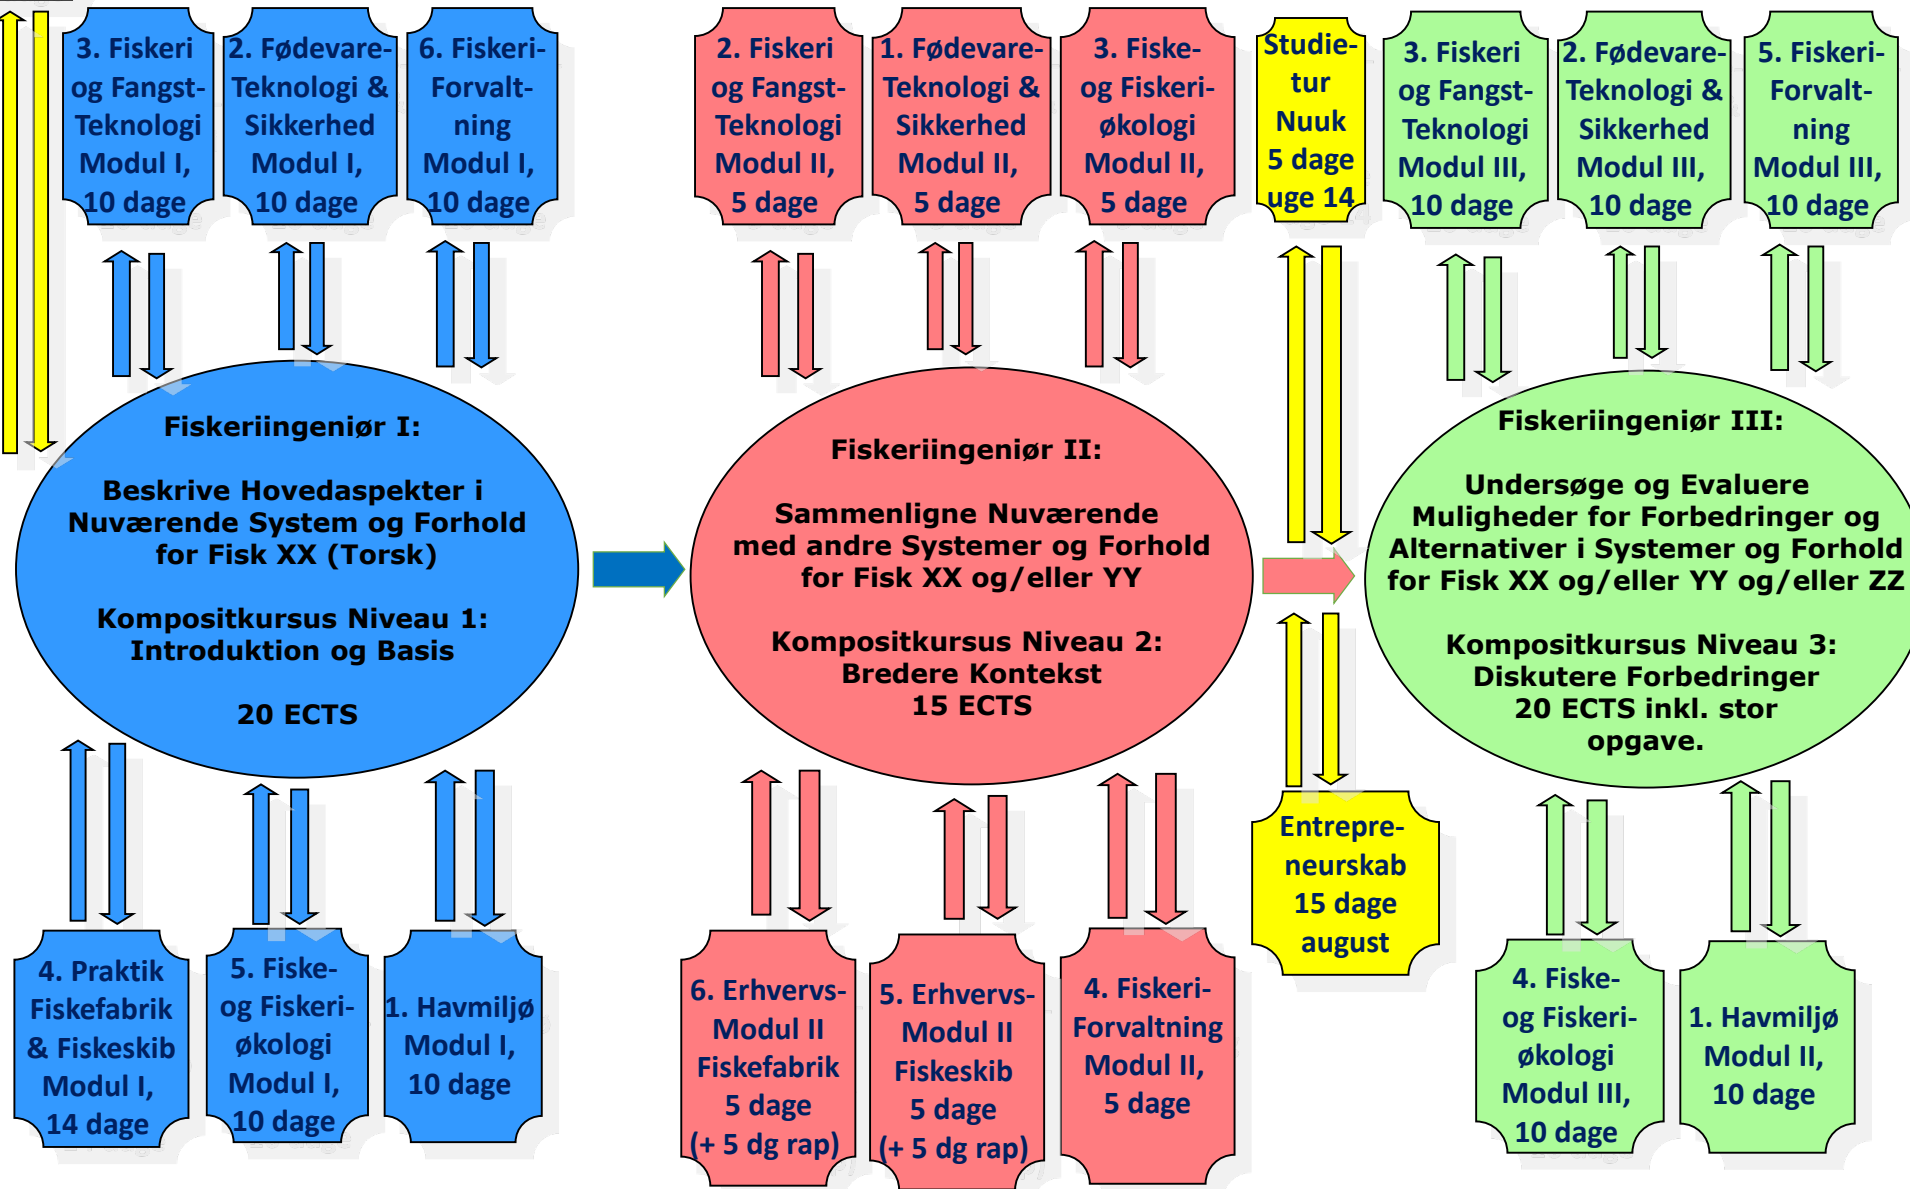 3. Fiskeri
og Fangst-
Teknologi
Modul I,
10 dage
2. Fødevare-
Teknologi &
Sikkerhed
Modul I,
10 dage
6. Fiskeri-
Forvalt-
ning
Modul I,
10 dage
2. Fiskeri
og Fangst-
Teknologi
Modul II,
5 dage
1. Fødevare-
Teknologi &
Sikkerhed
Modul II,
5 dage
3. Fiske-
og Fiskeri-
økologi
Modul II,
5 dage
Studie-
tur
Nuuk
5 dage
uge 14
3. Fiskeri
og Fangst-
Teknologi
Modul III,
10 dage
2. Fødevare-
Teknologi &
Sikkerhed
Modul III,
10 dage
5. Fiskeri-
Forvalt-
ning
Modul III,
10 dage
Fiskeriingeniør I:
Beskrive Hovedaspekter i
Nuværende System og Forhold
for Fisk XX (Torsk)
Kompositkursus Niveau 1:
Introduktion og Basis
20 ECTS
Fiskeriingeniør II:
Sammenligne Nuværende
med andre Systemer og Forhold
for Fisk XX og/eller YY
Kompositkursus Niveau 2:
Bredere Kontekst
15 ECTS
Fiskeriingeniør III:
Undersøge og Evaluere
Muligheder for Forbedringer og
Alternativer i Systemer og Forhold
for Fisk XX og/eller YY og/eller ZZ
Kompositkursus Niveau 3:
Diskutere Forbedringer
20 ECTS inkl. stor
opgave.
4. Praktik
Fiskefabrik
& Fiskeskib
Modul I,
14 dage
5. Fiske-
og Fiskeri-
økologi
Modul I,
10 dage
1. Havmiljø
Modul I,
10 dage
6. Erhvervs-
Modul II
Fiskefabrik
5 dage
(+ 5 dg rap)
5. Erhvervs-
Modul II
Fiskeskib
5 dage
(+ 5 dg rap)
4. Fiskeri-
Forvaltning
Modul II,
5 dage
Entrepre-
neurskab
15 dage
august
4. Fiske-
og Fiskeri-
økologi
Modul III,
10 dage
1. Havmiljø
Modul II,
10 dage